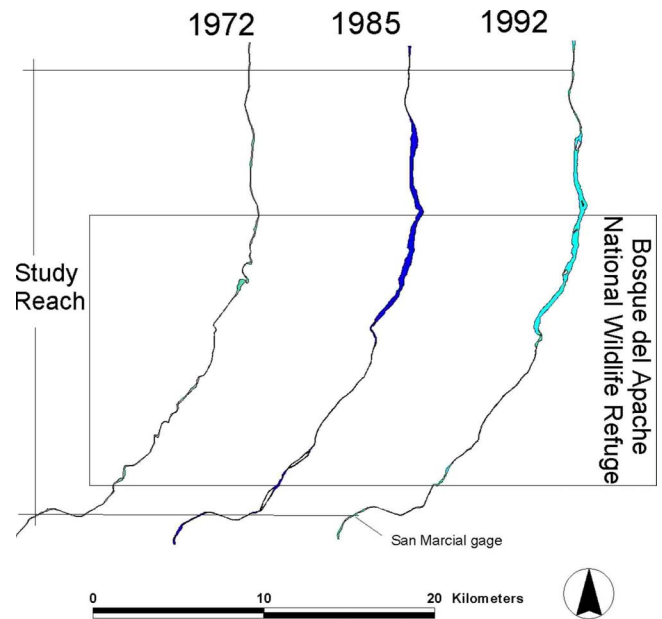 1972 1985 1992
Study
Reach
Bosque del Apache
National Wildlife Refuge
San Marcial gage
0 10 20 Kilometers